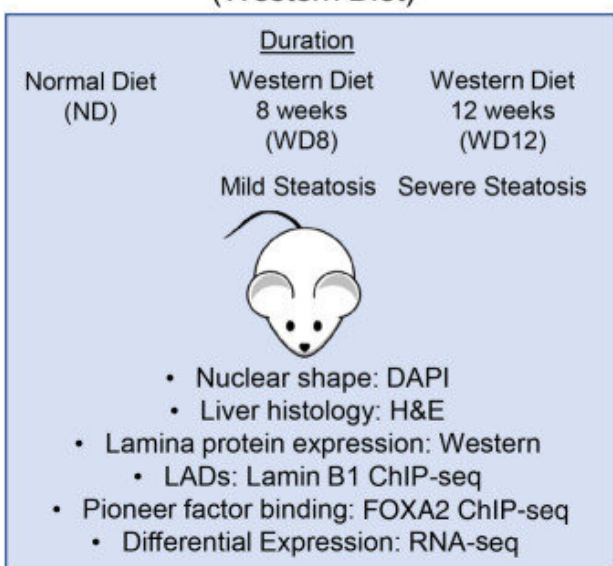 (Western Diet)
Duration
Normal Diet
(ND)
Western Diet
8 weeks
(WD8)
Western Diet
12 weeks
(WD12)
Mild Steatosis
Severe Steatosis
• Nuclear shape: DAPI
• Liver histology: H&E
• Lamina protein expression: Western
• LADs: Lamin B1 ChIP-seq
• Pioneer factor binding: FOXA2 ChIP-seq
• Differential Expression: RNA-seq